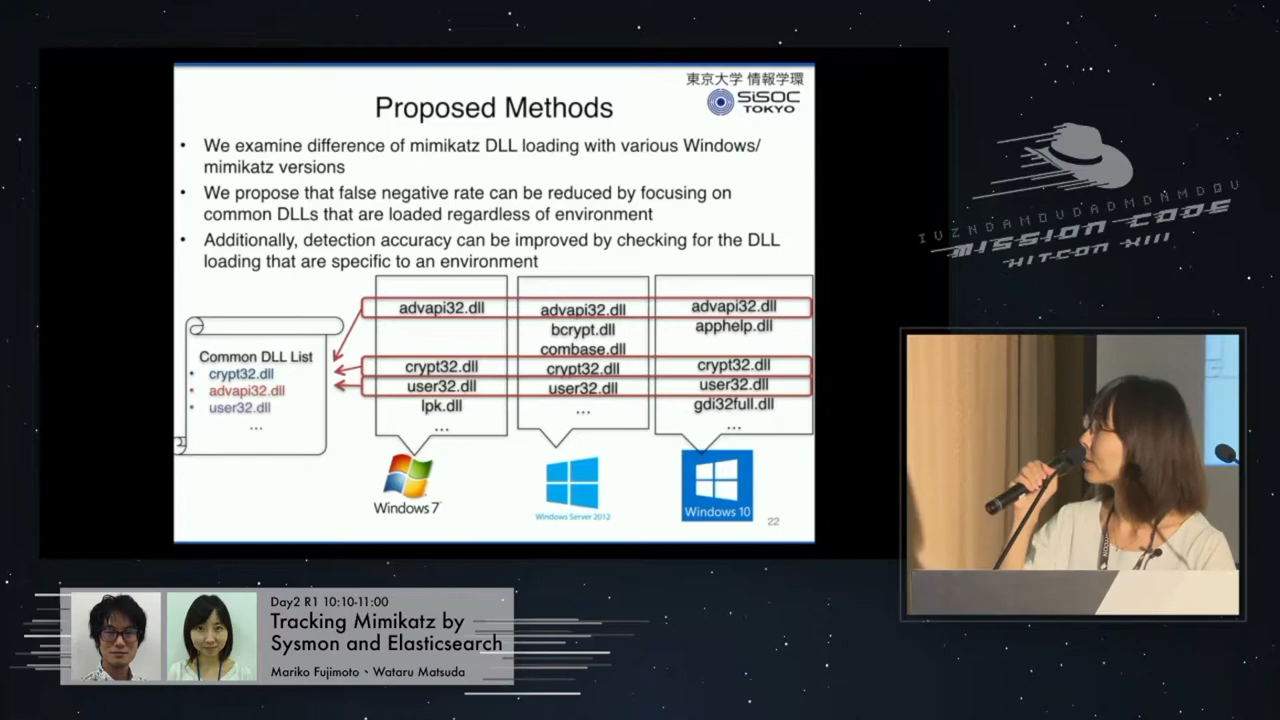 東京大学 情報学環
SiSOC
TOKYO
Proposed Methods
• We examine difference of mimikatz DLL loading with various Windows/
mimikatz versions
• We propose that false negative rate can be reduced by focusing on
common DLLs that are loaded regardless of environment
• Additionally, detection accuracy can be improved by checking for the DLL
loading that are specific to an environment
Common DLL List
• crypt32.dll
• advapi32.dll
• user32.dll
...
advapi32.dll
crypt32.dll
user32.dll
lpk.dll
...
Windows 7
advapi32.dll
bcrypt.dll
combase.dll
crypt32.dll
user32.dll
...
Windows Server 2012
advapi32.dll
apphelp.dll
crypt32.dll
user32.dll
gdi32full.dll
...
Windows 10
22
MISSION CODE
HITCON XIII
Day2 R1 10:10-11:00
Tracking Mimikatz by
Sysmon and Elasticsearch
Mariko Fujimoto、Wataru Matsuda